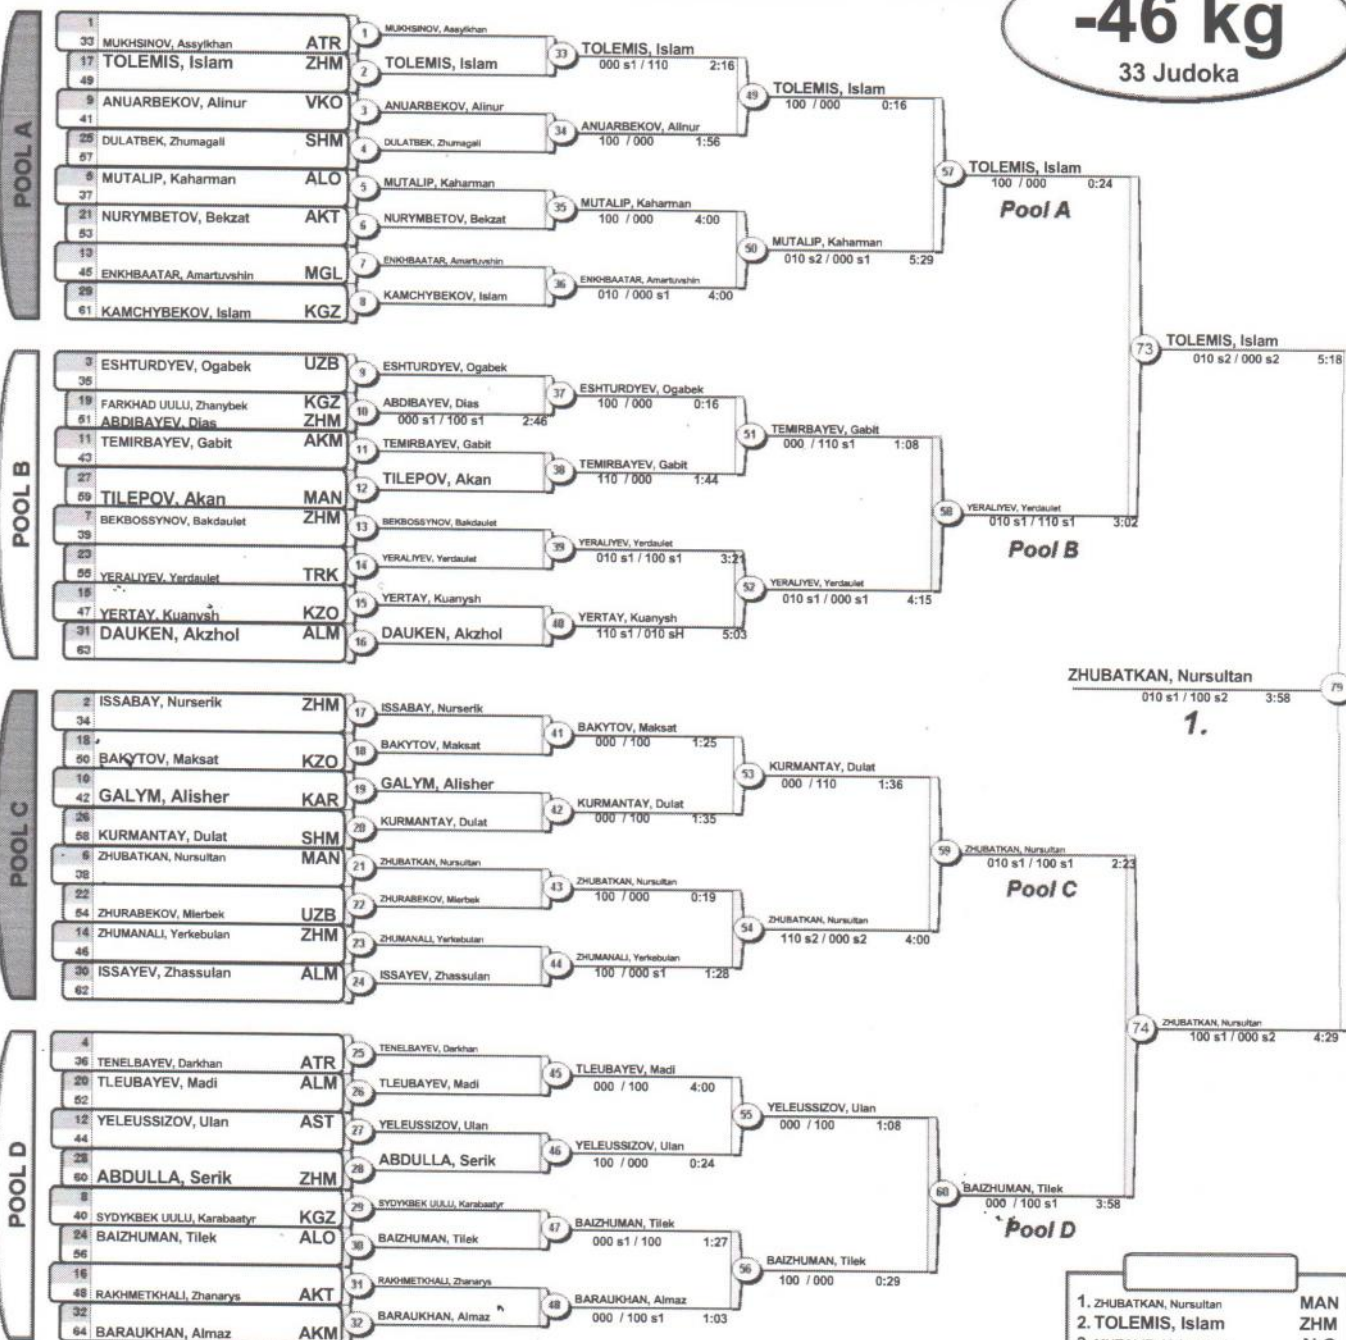 -46 kg
33 Judoka
POOL A
1
33 MUKHSINOV, Assylkhan ATR
17 TOLEMIS, Islam ZHM
49
9 ANUARBEKOV, Alinur VKO
41
25 DULATBEK, Zhumagali SHM
57
5 MUTALIP, Kaharman ALO
37
21 NURYMBETOV, Bekzat AKT
53
13
45 ENKHBAATAR, Amartuvshin MGL
29
61 KAMCHYBEKOV, Islam KGZ
1 MUKHSINOV, Assylkhan
2 TOLEMIS, Islam
3 ANUARBEKOV, Alinur
4 DULATBEK, Zhumagali
5 MUTALIP, Kaharman
6 NURYMBETOV, Bekzat
7 ENKHBAATAR, Amartuvshin
8 KAMCHYBEKOV, Islam
33 TOLEMIS, Islam
000 s1 / 110 2:16
34 ANUARBEKOV, Alinur
100 / 000 1:56
35 MUTALIP, Kaharman
100 / 000 4:00
36 ENKHBAATAR, Amartuvshin
010 / 000 s1 4:00
49 TOLEMIS, Islam
100 / 000 0:16
50 MUTALIP, Kaharman
010 s2 / 000 s1 5:29
57 TOLEMIS, Islam
100 / 000 0:24
Pool A
POOL B
3 ESHTURDYEV, Ogabek UZB
35
19 FARKHAD UULU, Zhanybek KGZ
51 ABDIBAYEV, Dias ZHM
11 TEMIRBAYEV, Gabit AKM
43
27
59 TILEPOV, Akan MAN
7 BEKBOSSYNOV, Bakdaulet ZHM
39
23
55 YERALIYEV, Yerdaulet TRK
15
47 YERTAY, Kuanysh KZO
31 DAUKEN, Akzhol ALM
63
9 ESHTURDYEV, Ogabek
10 ABDIBAYEV, Dias
000 s1 / 100 s1 2:46
11 TEMIRBAYEV, Gabit
12 TILEPOV, Akan
13 BEKBOSSYNOV, Bakdaulet
14 YERALIYEV, Yerdaulet
15 YERTAY, Kuanysh
16 DAUKEN, Akzhol
37 ESHTURDYEV, Ogabek
100 / 000 0:16
38 TEMIRBAYEV, Gabit
110 / 000 1:44
39 YERALIYEV, Yerdaulet
010 s1 / 100 s1 3:21
40 YERTAY, Kuanysh
110 s1 / 010 sH 5:03
51 TEMIRBAYEV, Gabit
000 / 110 s1 1:08
52 YERALIYEV, Yerdaulet
010 s1 / 000 s1 4:15
58 YERALIYEV, Yerdaulet
010 s1 / 110 s1 3:02
Pool B
73 TOLEMIS, Islam
010 s2 / 000 s2 5:18
POOL C
2 ISSABAY, Nurserik ZHM
34
18
50 BAKYTOV, Maksat KZO
10
42 GALYM, Alisher KAR
26
58 KURMANTAY, Dulat SHM
6 ZHUBATKAN, Nursultan MAN
38
22
54 ZHURABEKOV, Mierbek UZB
14 ZHUMANALI, Yerkebulan ZHM
46
30 ISSAYEV, Zhassulan ALM
62
17 ISSABAY, Nurserik
18 BAKYTOV, Maksat
19 GALYM, Alisher
20 KURMANTAY, Dulat
21 ZHUBATKAN, Nursultan
22 ZHURABEKOV, Mierbek
23 ZHUMANALI, Yerkebulan
24 ISSAYEV, Zhassulan
41 BAKYTOV, Maksat
000 / 100 1:25
42 KURMANTAY, Dulat
000 / 100 1:35
43 ZHUBATKAN, Nursultan
100 / 000 0:19
44 ZHUMANALI, Yerkebulan
100 / 000 s1 1:28
53 KURMANTAY, Dulat
000 / 110 1:36
54 ZHUBATKAN, Nursultan
110 s2 / 000 s2 4:00
59 ZHUBATKAN, Nursultan
010 s1 / 100 s1 2:23
Pool C
ZHUBATKAN, Nursultan 79
010 s1 / 100 s2 3:58
1.
POOL D
4
36 TENELBAYEV, Darkhan ATR
20 TLEUBAYEV, Madi ALM
52
12 YELEUSSIZOV, Ulan AST
44
28
60 ABDULLA, Serik ZHM
8
40 SYDYKBEK UULU, Karabaatyr KGZ
24 BAIZHUMAN, Tilek ALO
56
16
48 RAKHMETKHALI, Zhanarys AKT
32
64 BARAUKHAN, Almaz AKM
25 TENELBAYEV, Darkhan
26 TLEUBAYEV, Madi
27 YELEUSSIZOV, Ulan
28 ABDULLA, Serik
29 SYDYKBEK UULU, Karabaatyr
30 BAIZHUMAN, Tilek
31 RAKHMETKHALI, Zhanarys
32 BARAUKHAN, Almaz
45 TLEUBAYEV, Madi
000 / 100 4:00
46 YELEUSSIZOV, Ulan
100 / 000 0:24
47 BAIZHUMAN, Tilek
000 s1 / 100 1:27
48 BARAUKHAN, Almaz
000 / 100 s1 1:03
55 YELEUSSIZOV, Ulan
000 / 100 1:08
56 BAIZHUMAN, Tilek
100 / 000 0:29
60 BAIZHUMAN, Tilek
000 / 100 s1 3:58
Pool D
74 ZHUBATKAN, Nursultan
100 s1 / 000 s2 4:29
1. ZHUBATKAN, Nursultan MAN
2. TOLEMIS, Islam ZHM